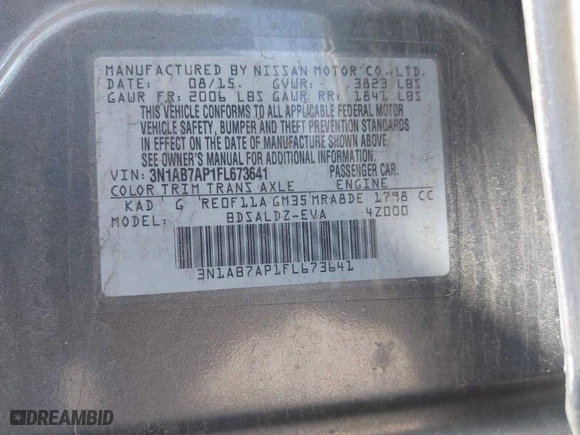 MANUFACTURED BY NISSAN MOTOR CO.,LTD.
DATE: 08/15. GVWR: 3823 LBS
GAWR FR: 2006 LBS GAWR RR: 1841 LBS
THIS VEHICLE CONFORMS TO ALL APPLICABLE FEDERAL MOTOR
VEHICLE SAFETY, BUMPER AND THEFT PREVENTION STANDARDS
IN EFFECT ON THE DATE OF MANUFACTURE SHOWN ABOVE.
SEE OWNER'S MANUAL FOR ADDITIONAL INFORMATION.
VIN: 3N1AB7AP1FL673641 PASSENGER CAR.
COLOR TRIM TRANS AXLE ENGINE
KAD G RE0F11A GM35 MRA8DE 1798 CC
MODEL: BDSALDZ-EVA 4Z000
3N1AB7AP1FL673641
DREAMBID